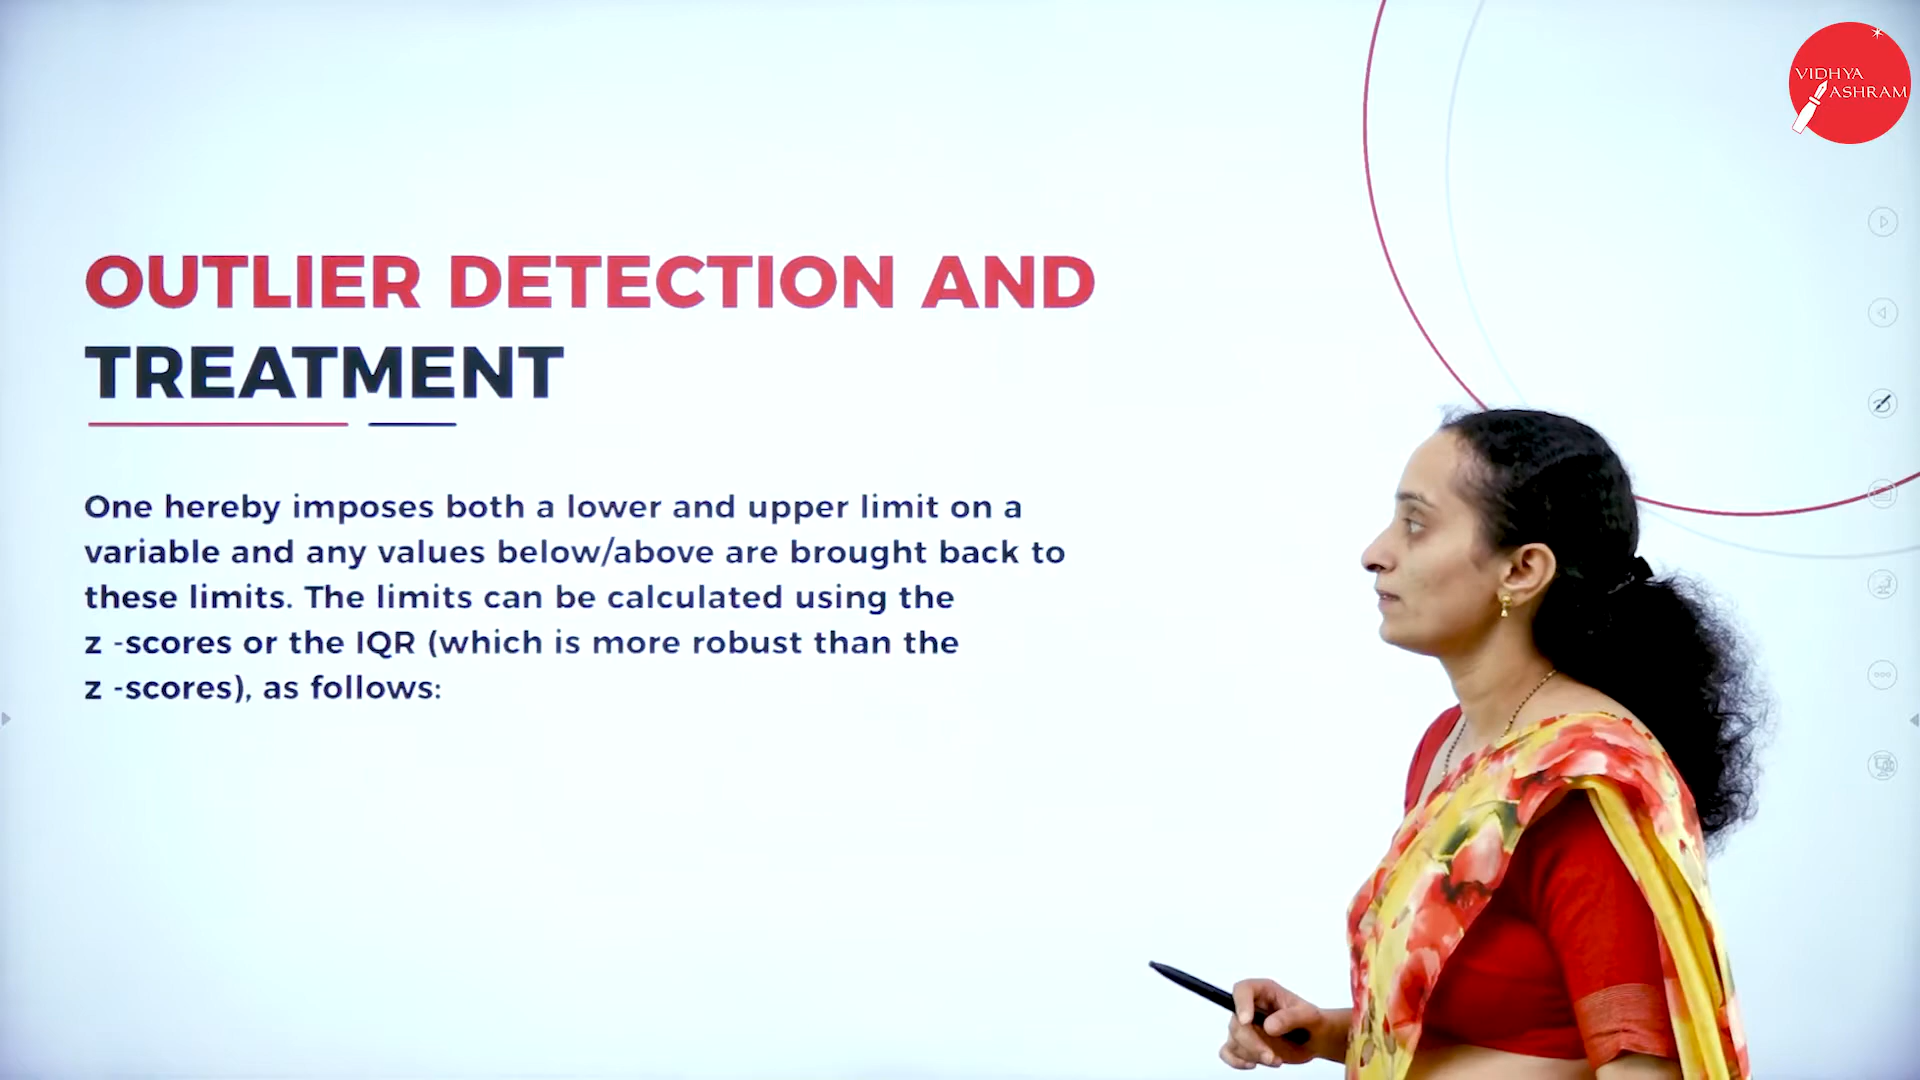 VIDHYA
ASHRAM
OUTLIER DETECTION AND
TREATMENT
One hereby imposes both a lower and upper limit on a
variable and any values below/above are brought back to
these limits. The limits can be calculated using the
z -scores or the IQR (which is more robust than the
z -scores), as follows: